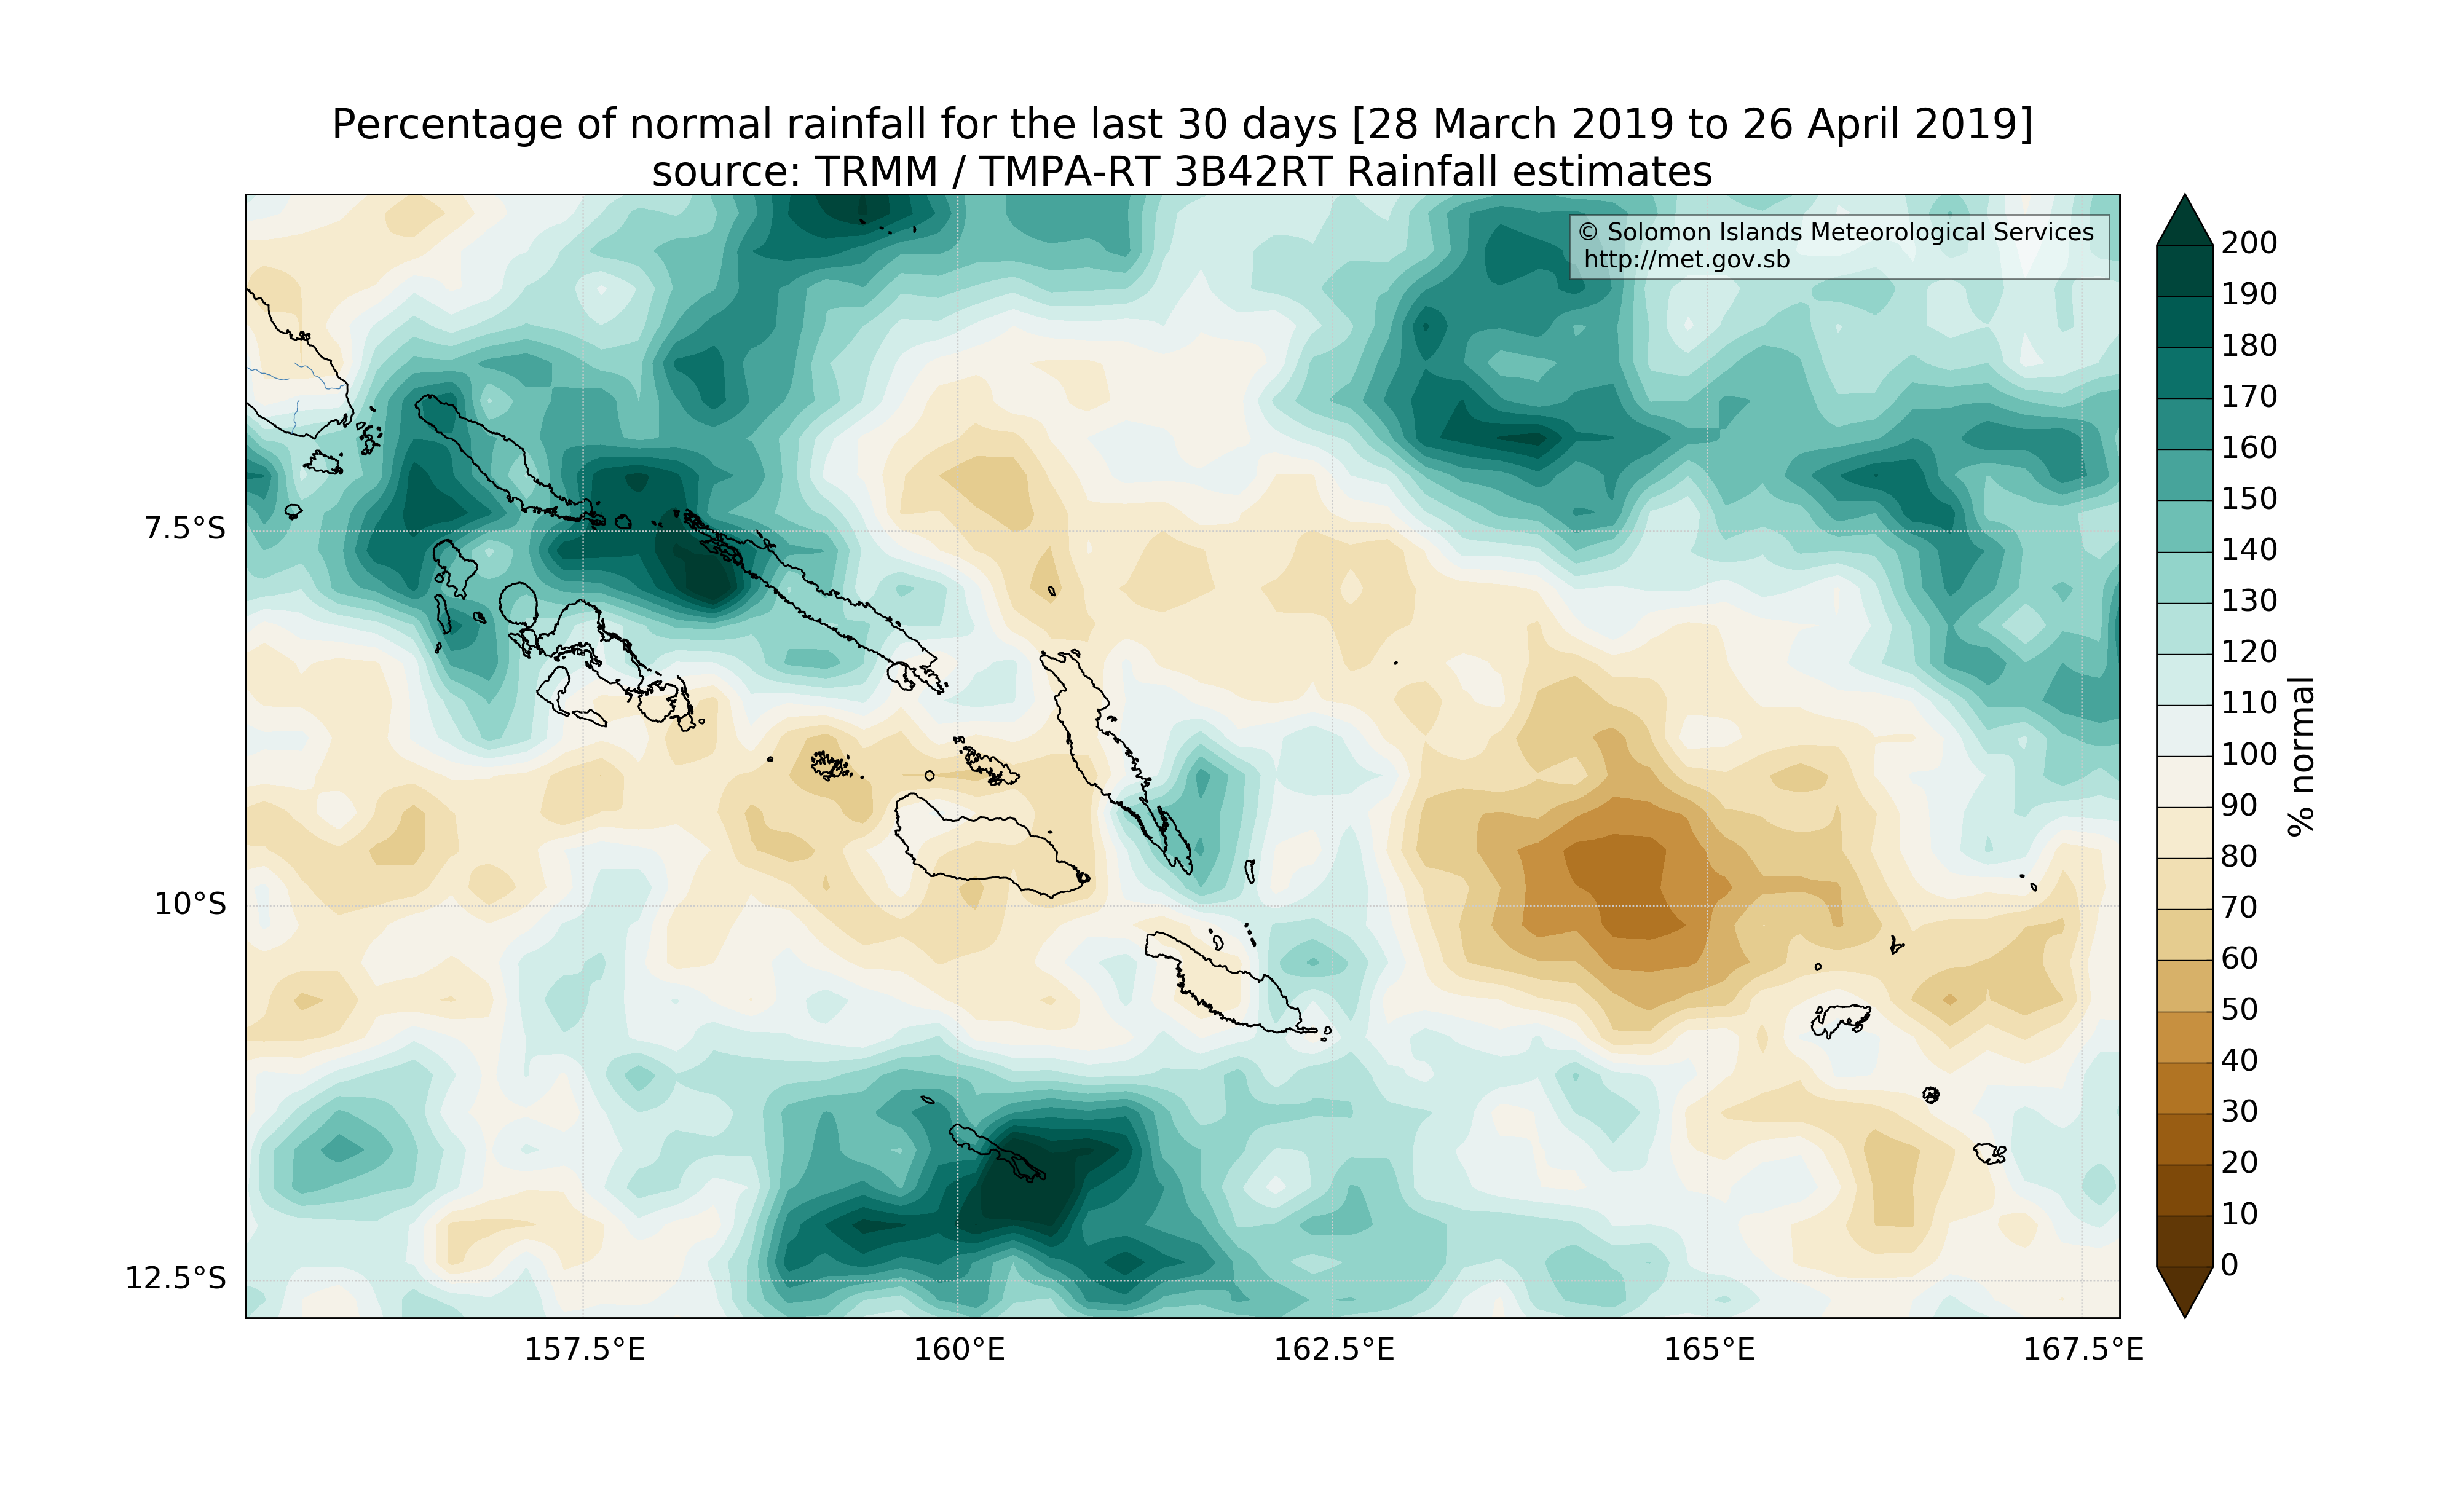 Percentage of normal rainfall for the last 30 days [28 March 2019 to 26 April 2019]
source: TRMM / TMPA-RT 3B42RT Rainfall estimates
© Solomon Islands Meteorological Services
http://met.gov.sb
7.5°S
10°S
12.5°S
157.5°E
160°E
162.5°E
165°E
167.5°E
200
190
180
170
160
150
140
130
120
110
100
90
80
70
60
50
40
30
20
10
0
% normal